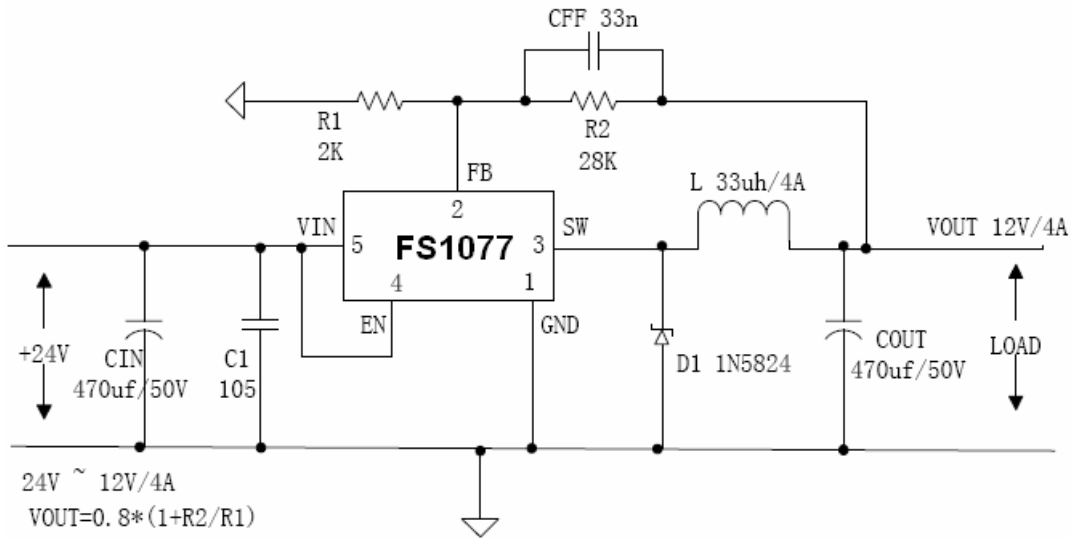 CFF 33n
R1
2K
R2
28K
FB
L 33uh/4A
VIN
2
SW
VOUT 12V/4A
5
FS1077
3
4
1
EN
GND
+24V
CIN
470uf/50V
C1
105
D1 1N5824
COUT
470uf/50V
LOAD
24V ~ 12V/4A
VOUT=0.8*(1+R2/R1)